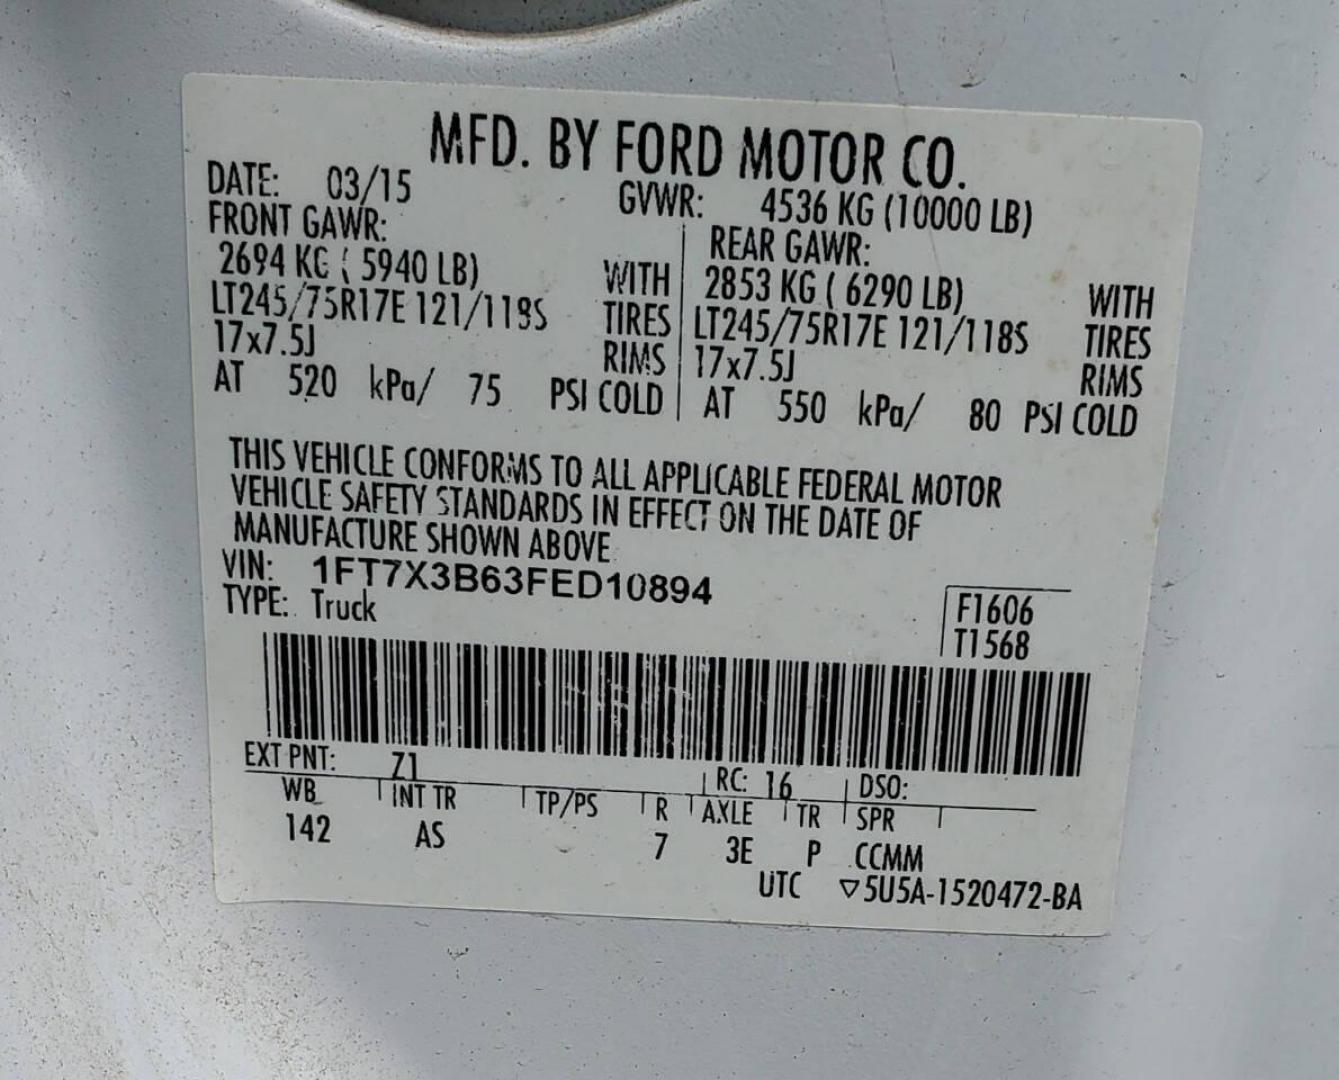 MFD. BY FORD MOTOR CO.
DATE: 03/15 GVWR: 4536 KG (10000 LB)
FRONT GAWR: REAR GAWR:
2694 KG ( 5940 LB) WITH 2853 KG ( 6290 LB) WITH
LT245/75R17E 121/118S TIRES LT245/75R17E 121/118S TIRES
17x7.5J RIMS 17x7.5J RIMS
AT 520 kPa/ 75 PSI COLD AT 550 kPa/ 80 PSI COLD
THIS VEHICLE CONFORMS TO ALL APPLICABLE FEDERAL MOTOR
VEHICLE SAFETY STANDARDS IN EFFECT ON THE DATE OF
MANUFACTURE SHOWN ABOVE
VIN: 1FT7X3B63FED10894
TYPE: Truck
F1606
T1568
EXT PNT: Z1 RC: 16 DSO:
WB INT TR TP/PS R AXLE TR SPR
142 AS 7 3E P CCMM
UTC ▽5U5A-1520472-BA